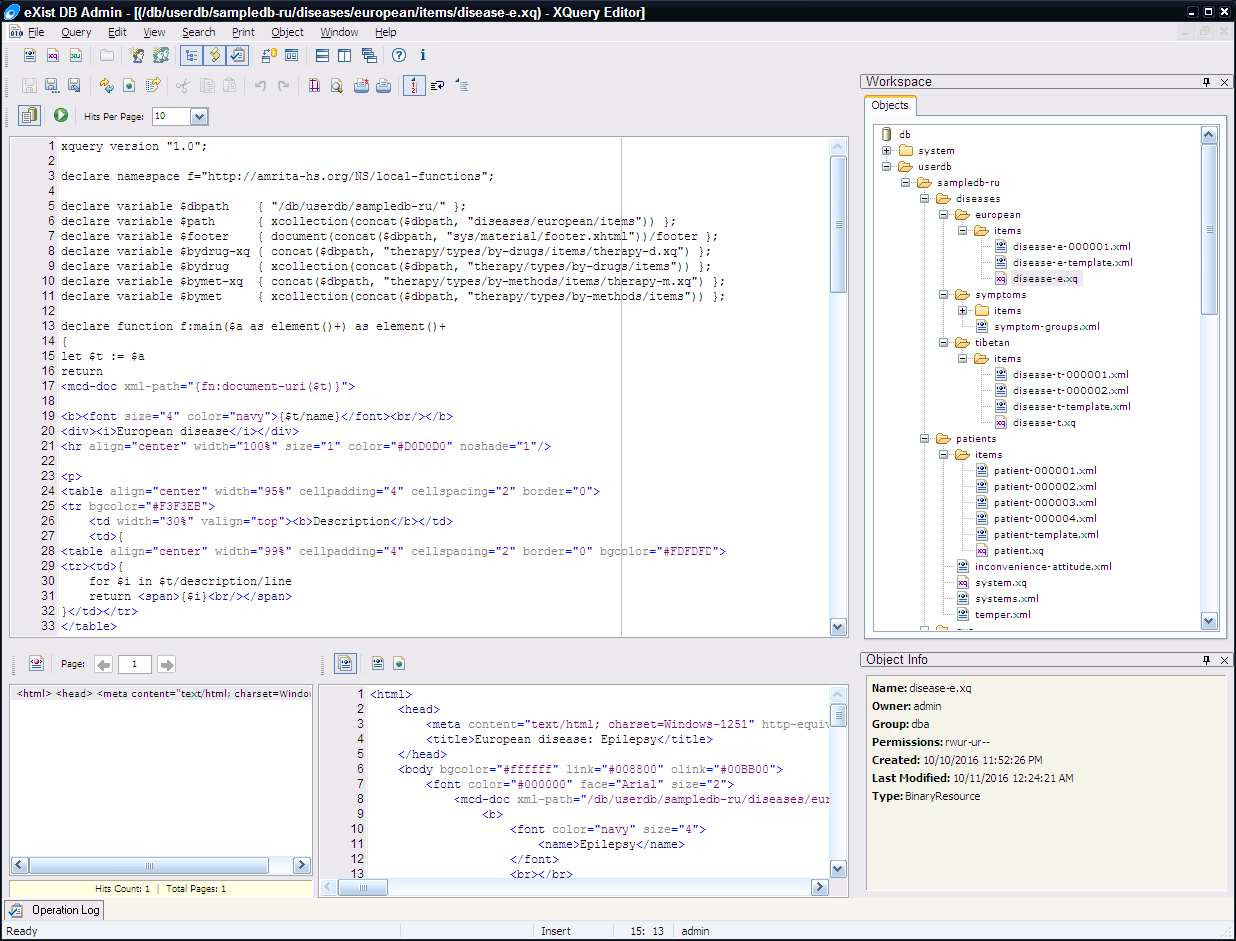 eXist DB Admin - [(/db/userdb/sampledb-ru/diseases/european/items/disease-e.xq) - XQuery Editor]
File Query Edit View Search Print Object Window Help
Hits Per Page: 10
1 xquery version "1.0";
2
3 declare namespace f="http://amrita-hs.org/NS/local-functions";
4
5 declare variable $dbpath { "/db/userdb/sampledb-ru/" };
6 declare variable $path { xcollection(concat($dbpath, "diseases/european/items")) };
7 declare variable $footer { document(concat($dbpath, "sys/material/footer.xhtml"))/footer };
8 declare variable $bydrug-xq { concat($dbpath, "therapy/types/by-drugs/items/therapy-d.xq") };
9 declare variable $bydrug { xcollection(concat($dbpath, "therapy/types/by-drugs/items")) };
10 declare variable $bymet-xq { concat($dbpath, "therapy/types/by-methods/items/therapy-m.xq") };
11 declare variable $bymet { xcollection(concat($dbpath, "therapy/types/by-methods/items")) };
12
13 declare function f:main($a as element()+) as element()+
14 {
15 let $t := $a
16 return
17 <mcd-doc xml-path="{fn:document-uri($t)}">
18
19 <b><font size="4" color="navy">{$t/name}</font><br/></b>
20 <div><i>European disease</i></div>
21 <hr align="center" width="100%" size="1" color="#D0D0D0" noshade="1"/>
22
23 <p>
24 <table align="center" width="95%" cellpadding="4" cellspacing="2" border="0">
25 <tr bgcolor="#F3F3EB">
26 <td width="30%" valign="top"><b>Description</b></td>
27 <td>{
28 <table align="center" width="99%" cellpadding="4" cellspacing="2" border="0" bgcolor="#FDFDFD">
29 <tr><td>{
30 for $i in $t/description/line
31 return <span>{$i}<br/></span>
32 }</td></tr>
33 </table>
Page: 1
<html> <head> <meta content="text/html; charset=Windo
Hits Count: 1 | Total Pages: 1
1 <html>
2 <head>
3 <meta content="text/html; charset=Windows-1251" http-equiv
4 <title>European disease: Epilepsy</title>
5 </head>
6 <body bgcolor="#ffffff" link="#008800" olink="#00BB00">
7 <font color="#000000" face="Arial" size="2">
8 <mcd-doc xml-path="/db/userdb/sampledb-ru/diseases/eur
9 <b>
10 <font color="navy" size="4">
11 <name>Epilepsy</name>
12 </font>
13 <br></br>
Workspace
Objects
db
system
userdb
sampledb-ru
diseases
european
items
disease-e-000001.xml
disease-e-template.xml
disease-e.xq
symptoms
items
symptom-groups.xml
tibetan
items
disease-t-000001.xml
disease-t-000002.xml
disease-t-template.xml
disease-t.xq
patients
items
patient-000001.xml
patient-000002.xml
patient-000003.xml
patient-000004.xml
patient-template.xml
patient.xq
inconvenience-attitude.xml
system.xq
systems.xml
temper.xml
Object Info
Name: disease-e.xq
Owner: admin
Group: dba
Permissions: rwur-ur--
Created: 10/10/2016 11:52:26 PM
Last Modified: 10/11/2016 12:24:21 AM
Type: BinaryResource
Operation Log
Ready Insert 15: 13 admin